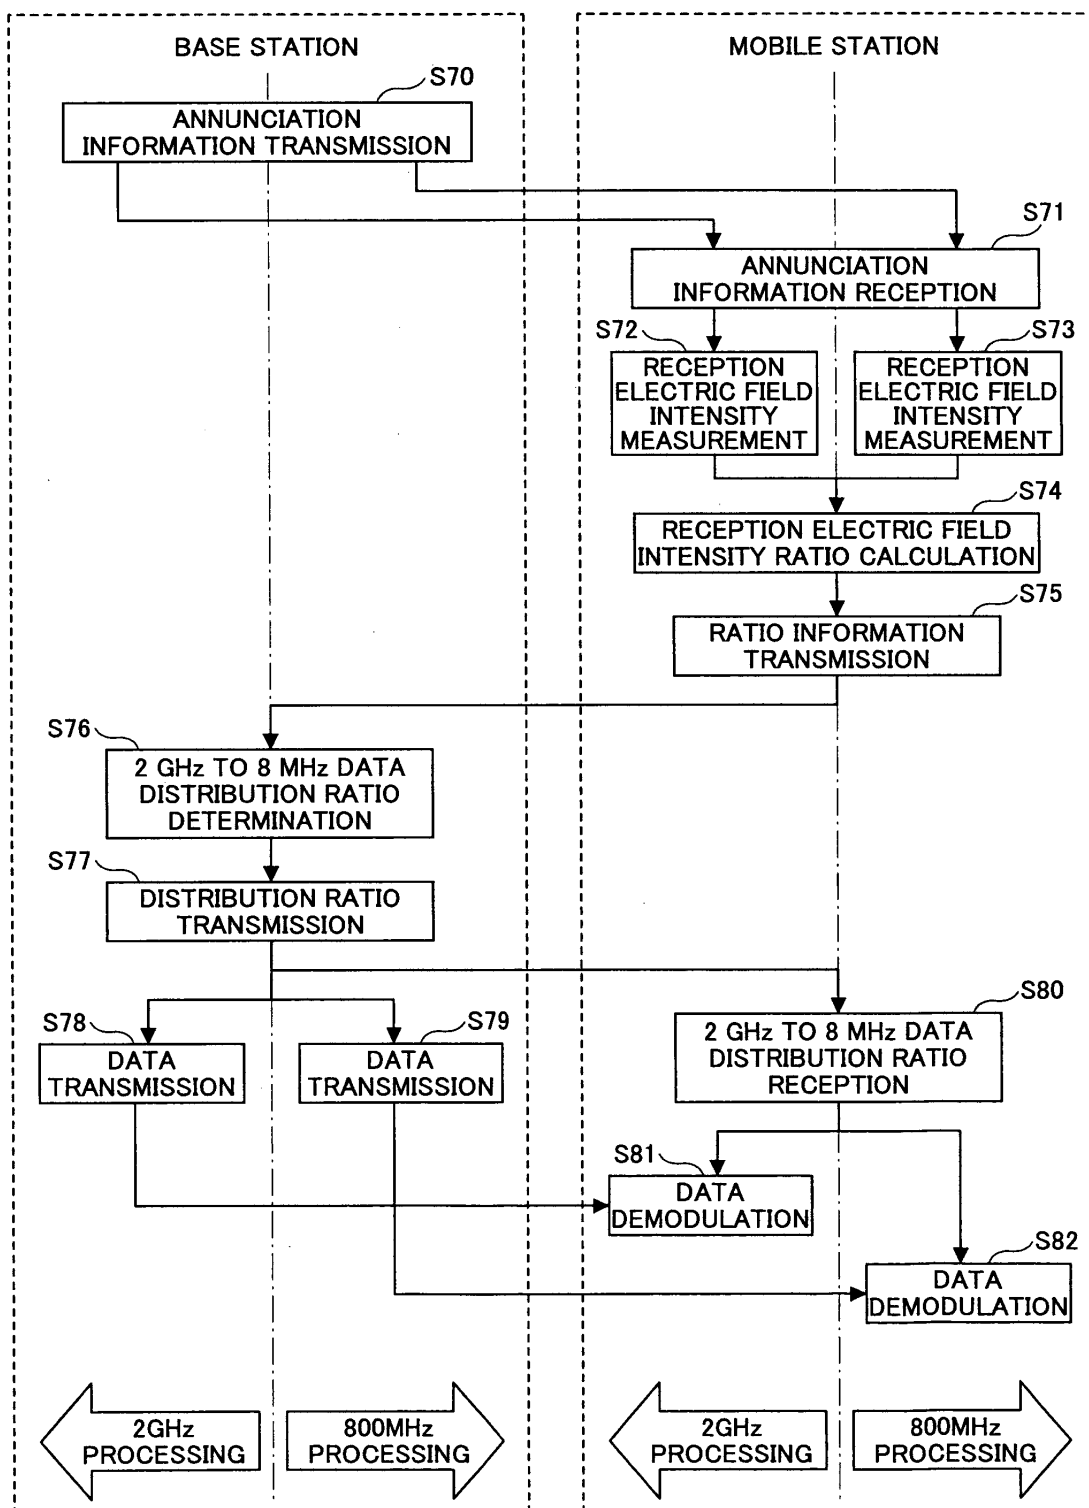 BASE STATION
MOBILE STATION
S70
ANNUNCIATION
INFORMATION TRANSMISSION
S71
ANNUNCIATION
INFORMATION RECEPTION
S72
RECEPTION
ELECTRIC FIELD
INTENSITY
MEASUREMENT
S73
RECEPTION
ELECTRIC FIELD
INTENSITY
MEASUREMENT
S74
RECEPTION ELECTRIC FIELD
INTENSITY RATIO CALCULATION
S75
RATIO INFORMATION
TRANSMISSION
S76
2 GHz TO 8 MHz DATA
DISTRIBUTION RATIO
DETERMINATION
S77
DISTRIBUTION RATIO
TRANSMISSION
S78
DATA
TRANSMISSION
S79
DATA
TRANSMISSION
S80
2 GHz TO 8 MHz DATA
DISTRIBUTION RATIO
RECEPTION
S81
DATA
DEMODULATION
S82
DATA
DEMODULATION
2GHz
PROCESSING
800MHz
PROCESSING
2GHz
PROCESSING
800MHz
PROCESSING